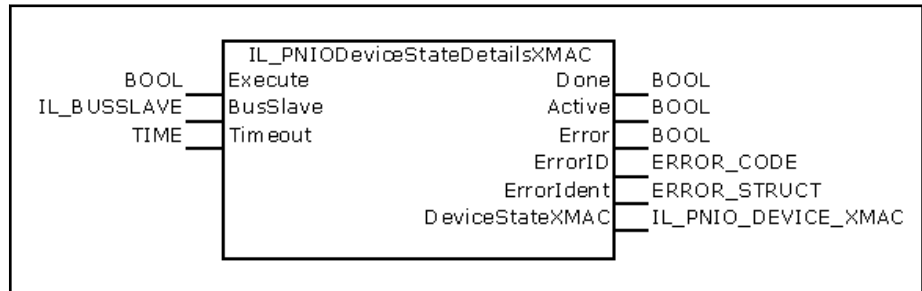 IL_PNIODeviceStateDetailsXMAC
BOOL Execute Done BOOL
IL_BUSSLAVE BusSlave Active BOOL
TIME Timeout Error BOOL
ErrorID ERROR_CODE
ErrorIdent ERROR_STRUCT
DeviceStateXMAC IL_PNIO_DEVICE_XMAC